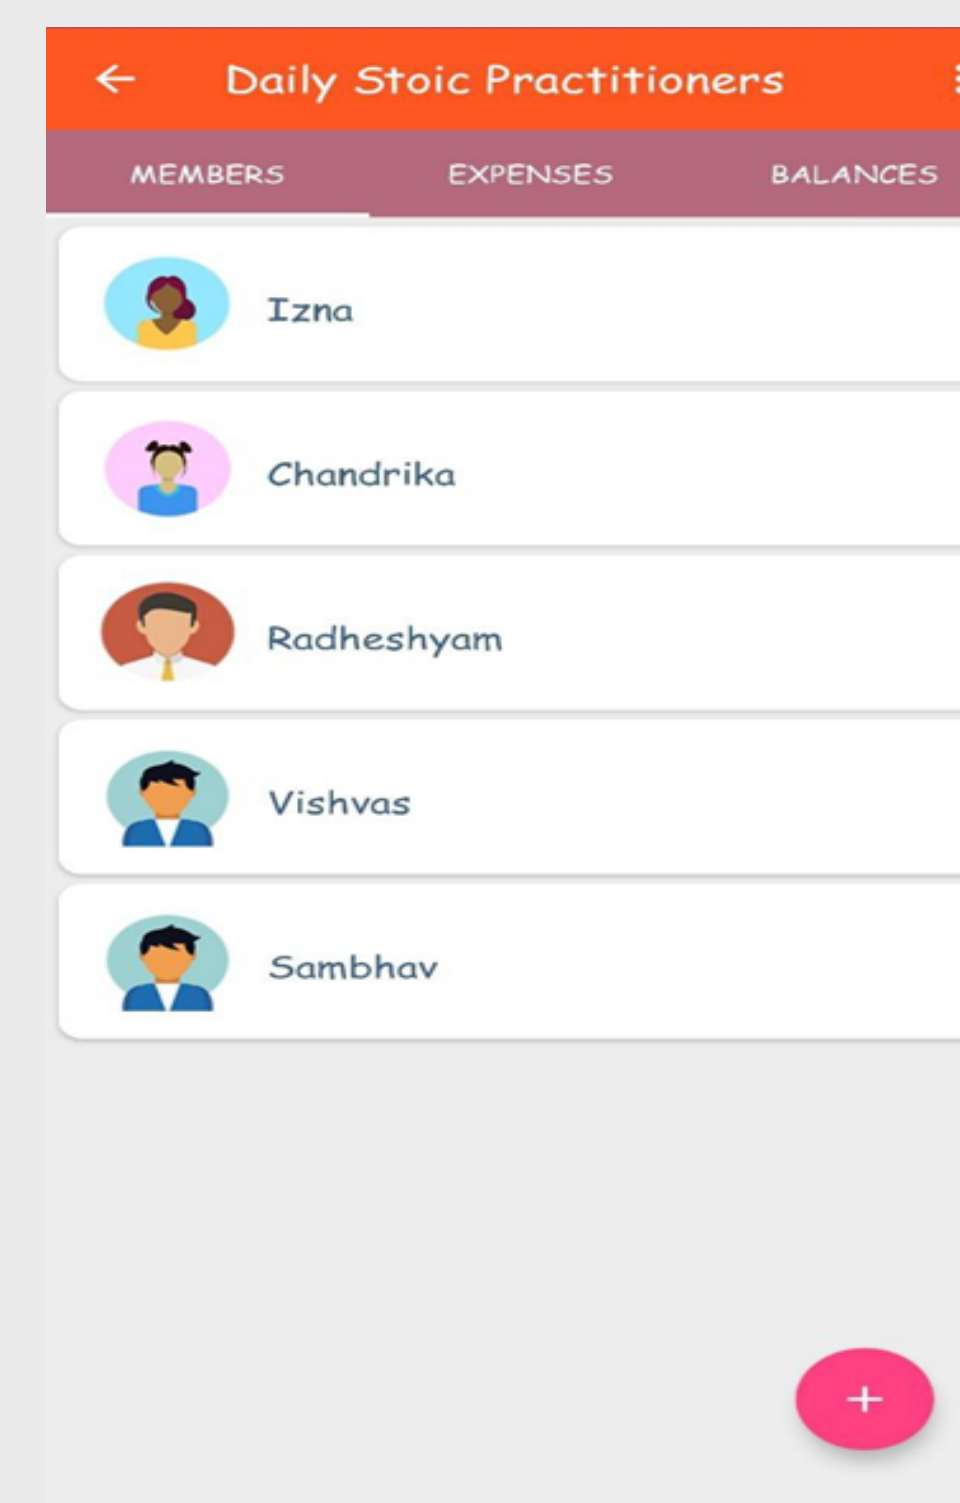 Daily Stoic Practitioners
MEMBERS EXPENSES BALANCES
Izna
Chandrika
Radheshyam
Vishvas
Sambhav